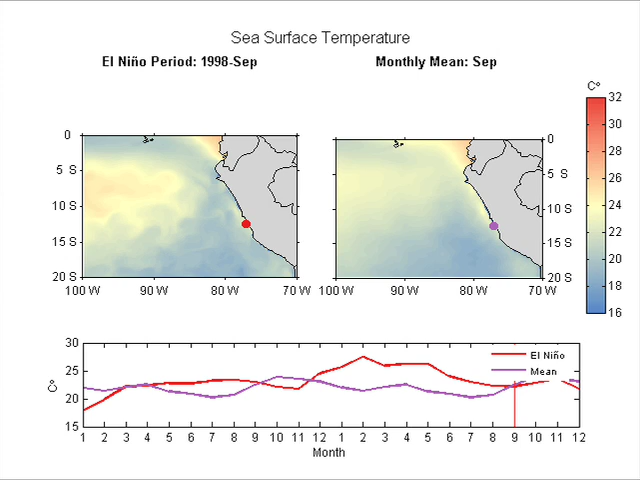 Sea Surface Temperature
El Niño Period: 1998-Sep
Monthly Mean: Sep
C°
32
30
28
26
24
22
20
18
16
0
5 S
10 S
15 S
20 S
100 W 90 W 80 W 70 W
0
5 S
10 S
15 S
20 S
100 W 90 W 80 W 70 W
30
25
20
15
C°
El Niño
Mean
1 2 3 4 5 6 7 8 9 10 11 12 1 2 3 4 5 6 7 8 9 10 11 12
Month